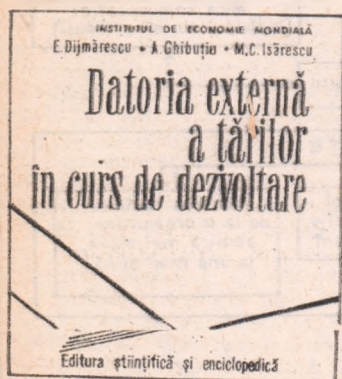 INSTITUTUL DE ECONOMIE MONDIALĂ
E. Dijmărescu • A. Ghibuțiu • M.C. Isărescu
Datoria externă
a țărilor
în curs de dezvoltare
Editura științifică și enciclopedică